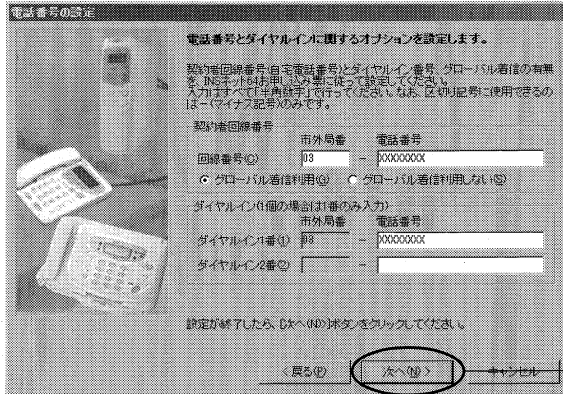 電話番号の設定
電話番号とダイヤルインに関するオプションを設定します。
契約者回線番号(自宅電話番号)とダイヤルイン番号、グローバル着信の有無
を、INSネットお申し込み票に従って設定してください。
入力はすべて「半角数字」で行ってください。なお、区切り記号に使用できるの
は－(マイナス記号)のみです。
契約者回線番号
市外局番 電話番号
回線番号(C) 03 - XXXXXXXX
グローバル着信利用(G) グローバル着信利用しない(S)
ダイヤルイン(1個の場合は1番のみ入力)
市外局番 電話番号
ダイヤルイン1番(1) 03 - XXXXXXXX
ダイヤルイン2番(2) -
設定が終了したら、[次へ(N)>]ボタンをクリックしてください。
< 戻る(P) 次へ(N) > キャンセル